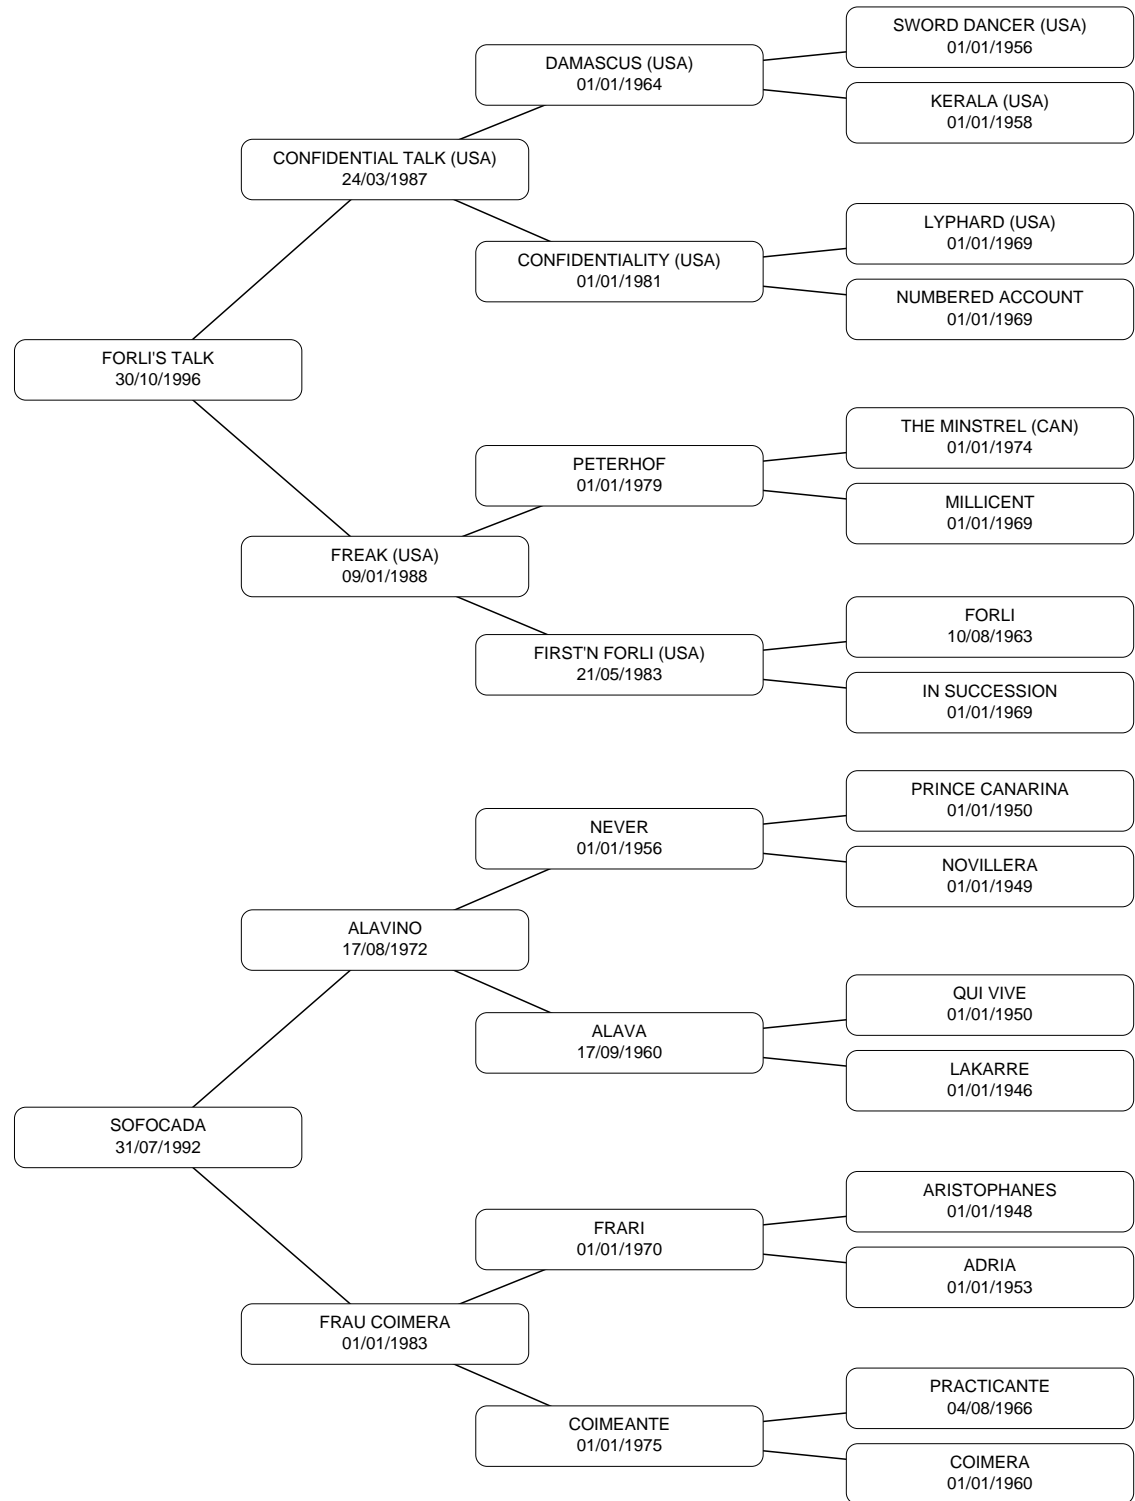 SWORD DANCER (USA)
01/01/1956
DAMASCUS (USA)
01/01/1964
KERALA (USA)
01/01/1958
CONFIDENTIAL TALK (USA)
24/03/1987
LYPHARD (USA)
01/01/1969
CONFIDENTIALITY (USA)
01/01/1981
NUMBERED ACCOUNT
01/01/1969
FORLI'S TALK
30/10/1996
THE MINSTREL (CAN)
01/01/1974
PETERHOF
01/01/1979
MILLICENT
01/01/1969
FREAK (USA)
09/01/1988
FORLI
10/08/1963
FIRST'N FORLI (USA)
21/05/1983
IN SUCCESSION
01/01/1969
PRINCE CANARINA
01/01/1950
NEVER
01/01/1956
NOVILLERA
01/01/1949
ALAVINO
17/08/1972
QUI VIVE
01/01/1950
ALAVA
17/09/1960
LAKARRE
01/01/1946
SOFOCADA
31/07/1992
ARISTOPHANES
01/01/1948
FRARI
01/01/1970
ADRIA
01/01/1953
FRAU COIMERA
01/01/1983
PRACTICANTE
04/08/1966
COIMEANTE
01/01/1975
COIMERA
01/01/1960